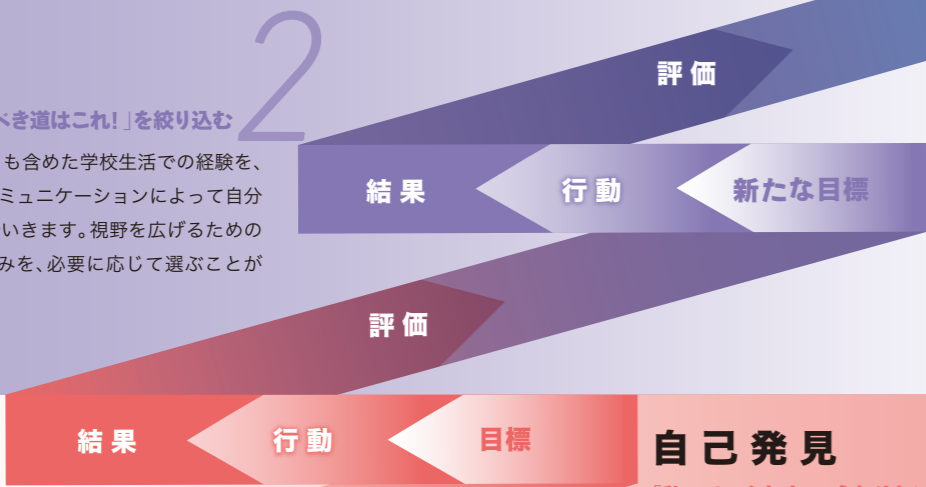 2
べき道はこれ!」を絞り込む
も含めた学校生活での経験を、
ミュニケーションによって自分
いきます。視野を広げるための
みを、必要に応じて選ぶことが
評価
結果
行動
新たな目標
評価
結果
行動
目標
自己発見